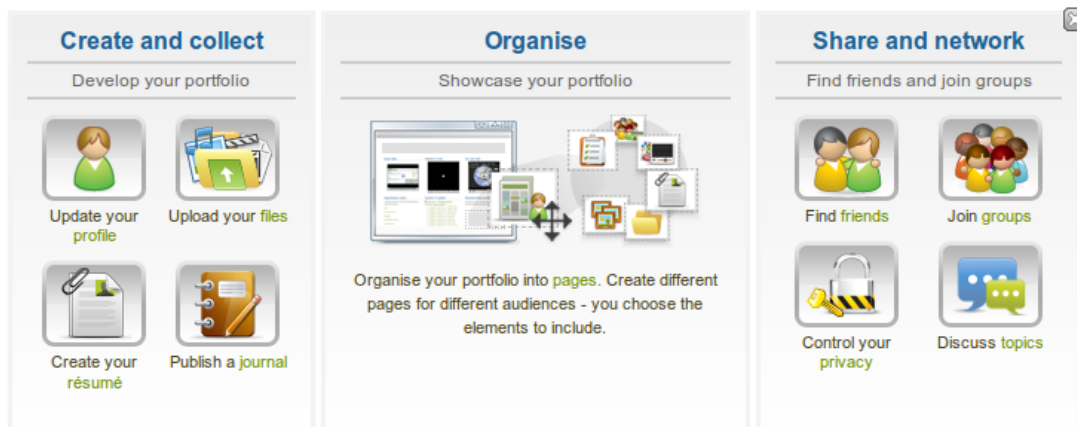 Create and collect
Develop your portfolio
Update your
profile
Upload your files
Create your
résumé
Publish a journal
Organise
Showcase your portfolio
Organise your portfolio into pages. Create different
pages for different audiences - you choose the
elements to include.
Share and network
Find friends and join groups
Find friends
Join groups
Control your
privacy
Discuss topics